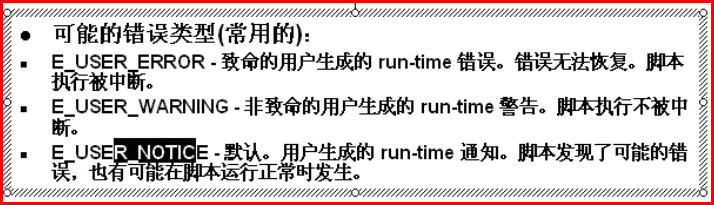 ● 可能的错误类型(常用的):
▪ E_USER_ERROR - 致命的用户生成的 run-time 错误。错误无法恢复。脚本
执行被中断。
▪ E_USER_WARNING - 非致命的用户生成的 run-time 警告。脚本执行不被中
断。
▪ E_USER_NOTICE - 默认。用户生成的 run-time 通知。脚本发现了可能的错
误，也有可能在脚本运行正常时发生。